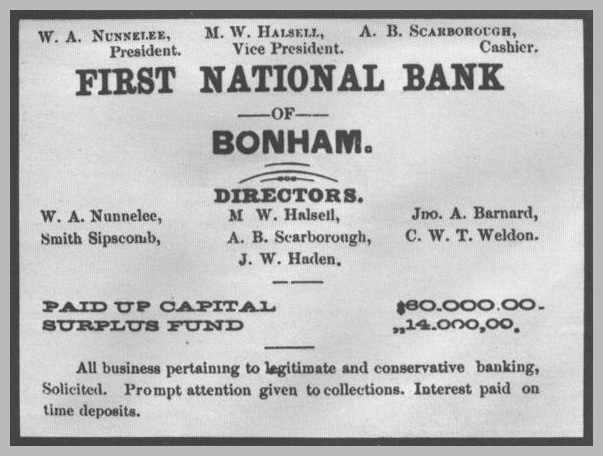 W. A. NUNNELEE, M. W. HALSELL, A. B. SCARBOROUGH,
President. Vice President. Cashier.
FIRST NATIONAL BANK
—OF—
BONHAM.
DIRECTORS.
W. A. Nunnelee, M W. Halsell, Jno. A. Barnard,
Smith Sipscomb, A. B. Scarborough, C. W. T. Weldon.
J. W. Haden.
PAID UP CAPITAL $60.000.00-
SURPLUS FUND „14.000,00.
All business pertaining to legitimate and conservative banking,
Solicited. Prompt attention given to collections. Interest paid on
time deposits.